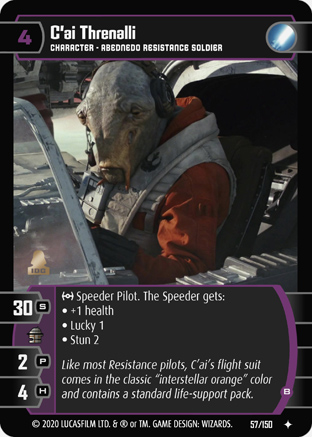 4
C'ai Threnalli
CHARACTER • ABEDNEDO RESISTANCE SOLDIER
30 S
2 P
4 H
Speeder Pilot. The Speeder gets:
• +1 health
• Lucky 1
• Stun 2
Like most Resistance pilots, C'ai's flight suit
comes in the classic "interstellar orange" color
and contains a standard life-support pack.
B
© 2020 LUCASFILM LTD. & ® or TM. GAME DESIGN: WIZARDS.
57/150